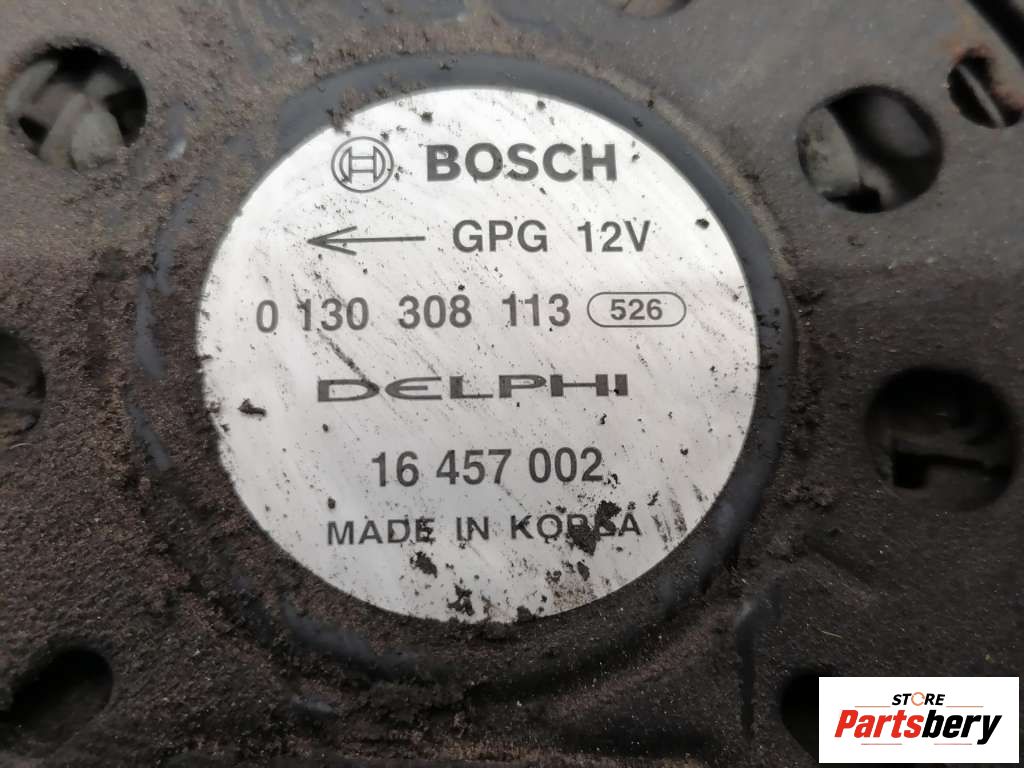 BOSCH
GPG 12V
0 130 308 113 526
DELPHI
16 457 002
MADE IN KOREA
STORE
Partsbery